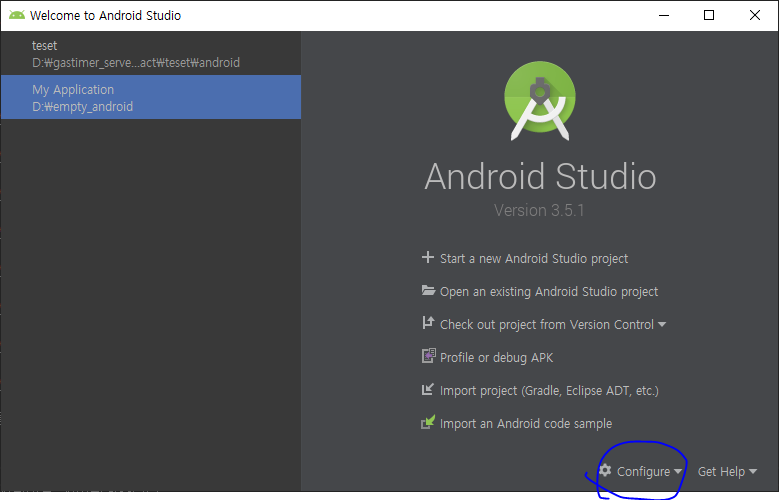 Welcome to Android Studio
teset
D:₩gastimer_serve...act₩teset₩android
My Application
D:₩empty_android
Android Studio
Version 3.5.1
Start a new Android Studio project
Open an existing Android Studio project
Check out project from Version Control
Profile or debug APK
Import project (Gradle, Eclipse ADT, etc.)
Import an Android code sample
Configure
Get Help